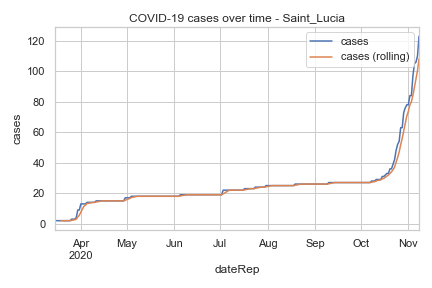 COVID-19 cases over time - Saint_Lucia
cases
cases (rolling)
120
100
80
60
40
20
0
cases
Apr May Jun Jul Aug Sep Oct Nov
2020
dateRep